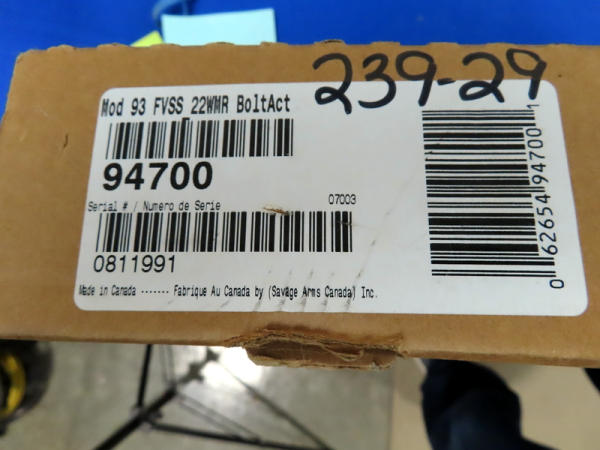 239-29
Mod 93 FVSS 22WMR BoltAct
94700
Serial # / Numero de Serie
07003
0811991
Made in Canada ------- Fabrique Au Canada by (Savage Arms Canada) Inc.
0 62654 94700 1